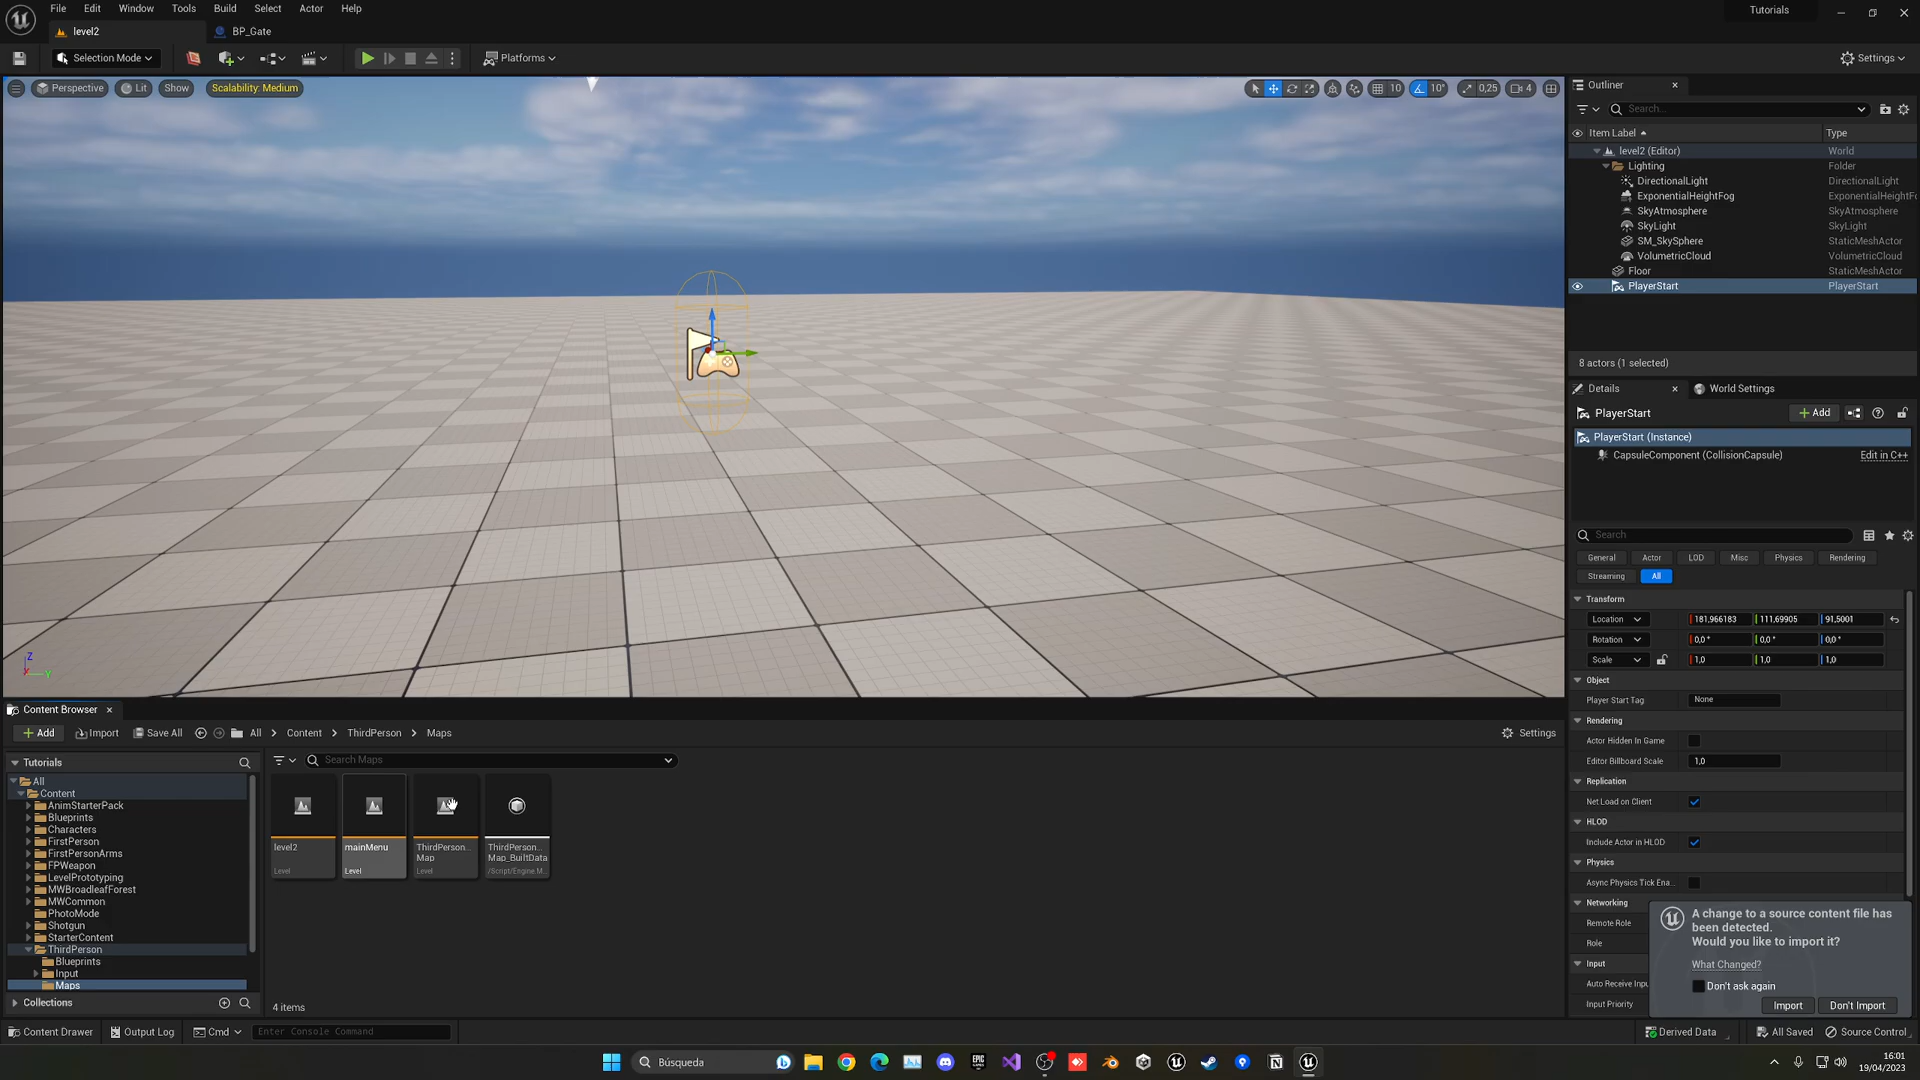 File Edit Window Tools Build Select Actor Help
Tutorials
level2
BP_Gate
Selection Mode
Platforms
Settings
Perspective
Lit
Show
Scalability: Medium
10
10°
0,25
4
Outliner
Search...
Item Label
Type
level2 (Editor)
World
Lighting
Folder
DirectionalLight
DirectionalLight
ExponentialHeightFog
ExponentialHeightFo
SkyAtmosphere
SkyAtmosphere
SkyLight
SkyLight
SM_SkySphere
StaticMeshActor
VolumetricCloud
VolumetricCloud
Floor
StaticMeshActor
PlayerStart
PlayerStart
8 actors (1 selected)
Details
World Settings
PlayerStart
Add
PlayerStart (Instance)
CapsuleComponent (CollisionCapsule)
Edit in C++
Search
General
Actor
LOD
Misc
Physics
Rendering
Streaming
All
Transform
Location
181,966183
111,69905
91,5001
Rotation
0,0 °
0,0 °
0,0 °
Scale
1,0
1,0
1,0
Object
Player Start Tag
None
Rendering
Actor Hidden In Game
Editor Billboard Scale
1,0
Replication
Net Load on Client
HLOD
Include Actor in HLOD
Physics
Async Physics Tick Ena...
Networking
Remote Role
Role
Input
Auto Receive Inpu
Input Priority
A change to a source content file has
been detected.
Would you like to import it?
What Changed?
Don't ask again
Import
Don't Import
Z
X
Y
Content Browser
Add
Import
Save All
All
Content
ThirdPerson
Maps
Settings
Tutorials
All
Content
AnimStarterPack
Blueprints
Characters
FirstPerson
FirstPersonArms
FPWeapon
LevelPrototyping
MWBroadleafForest
MWCommon
PhotoMode
Shotgun
StarterContent
ThirdPerson
Blueprints
Input
Maps
Collections
Search Maps
level2
Level
mainMenu
Level
ThirdPerson...
Map
Level
ThirdPerson...
Map_BuiltData
/Script/Engine.M...
4 items
Content Drawer
Output Log
Cmd
Enter Console Command
Derived Data
All Saved
Source Control
Búsqueda
EPIC
GAMES
16:01
19/04/2023